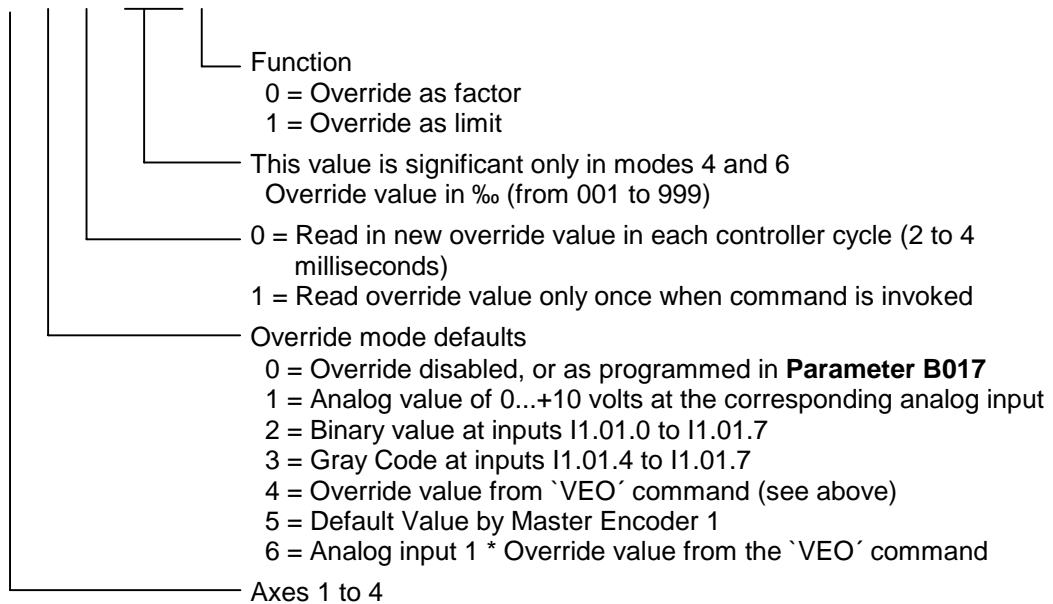 Function
0 = Override as factor
1 = Override as limit
This value is significant only in modes 4 and 6
Override value in ‰ (from 001 to 999)
0 = Read in new override value in each controller cycle (2 to 4
milliseconds)
1 = Read override value only once when command is invoked
Override mode defaults
0 = Override disabled, or as programmed in Parameter B017
1 = Analog value of 0...+10 volts at the corresponding analog input
2 = Binary value at inputs I1.01.0 to I1.01.7
3 = Gray Code at inputs I1.01.4 to I1.01.7
4 = Override value from `VEO´ command (see above)
5 = Default Value by Master Encoder 1
6 = Analog input 1 * Override value from the `VEO´ command
Axes 1 to 4